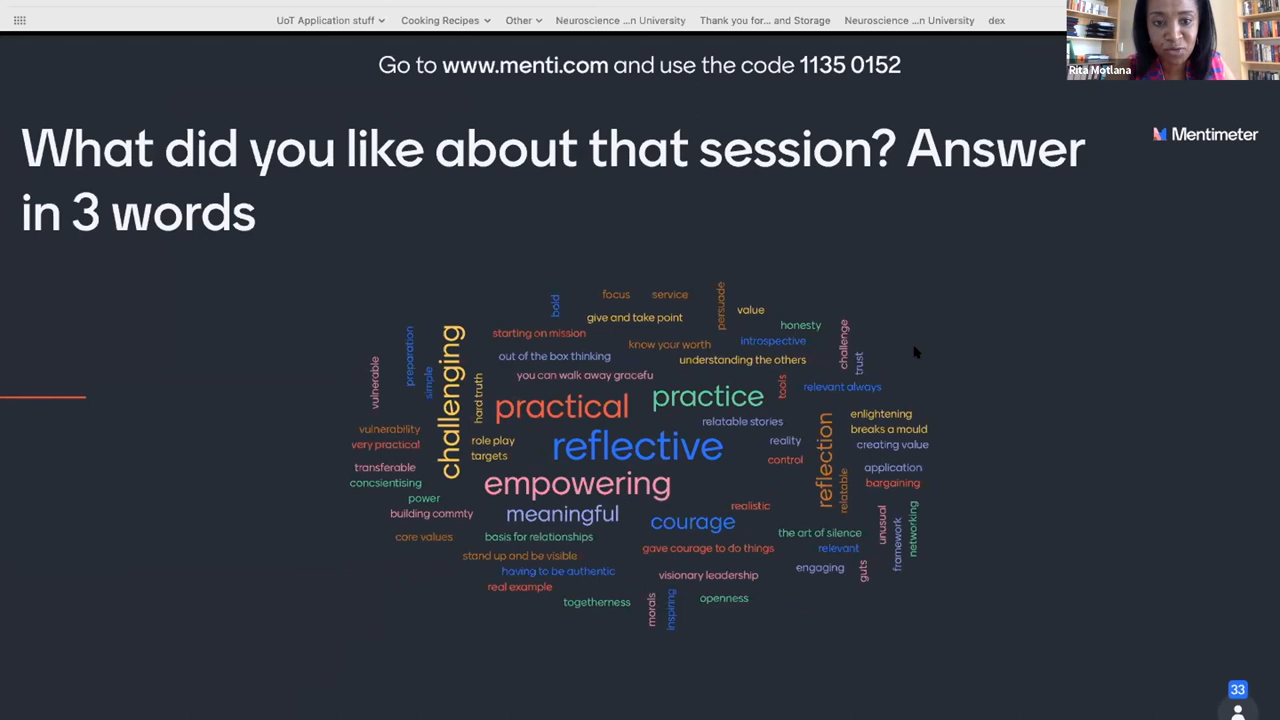 UoT Application stuff
Cooking Recipes
Other
Neuroscience ...n University
Thank you for... and Storage
Neuroscience ...n University
dex
Rita Motlana
Go to www.menti.com and use the code 1135 0152
Mentimeter
What did you like about that session? Answer
in 3 words
bold
focus
service
persuade
value
give and take point
honesty
starting on mission
know your worth
introspective
challenge
trust
preparation
simple
vulnerable
challenging
out of the box thinking
understanding the others
you can walk away gracefu
hard truth
tools
relevant always
practical
practice
relatable stories
enlightening
breaks a mould
creating value
vulnerability
very practical
role play
targets
reflective
reality
control
reflection
relatable
application
bargaining
transferable
concsientising
power
building commty
empowering
meaningful
courage
realistic
core values
basis for relationships
gave courage to do things
the art of silence
relevant
engaging
guts
unusual
framework
networking
stand up and be visible
having to be authentic
real example
visionary leadership
togetherness
morals
inspiring
openness
33